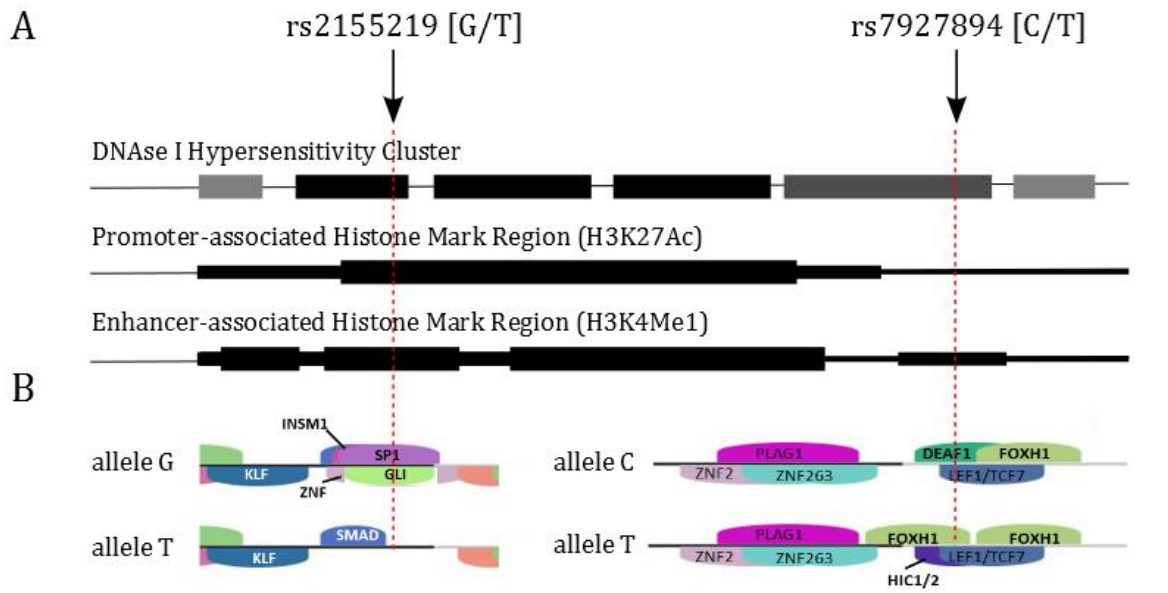 A
rs2155219 [G/T]
rs7927894 [C/T]
DNAse I Hypersensitivity Cluster
Promoter-associated Histone Mark Region (H3K27Ac)
Enhancer-associated Histone Mark Region (H3K4Me1)
B
allele G
INSM1
SP1
KLF
GLI
ZNF
allele C
PLAG1
DEAF1
FOXH1
ZNF2
ZNF263
LEF1/TCF7
allele T
SMAD
KLF
allele T
PLAG1
FOXH1
FOXH1
ZNF2
ZNF263
LEF1/TCF7
HIC1/2